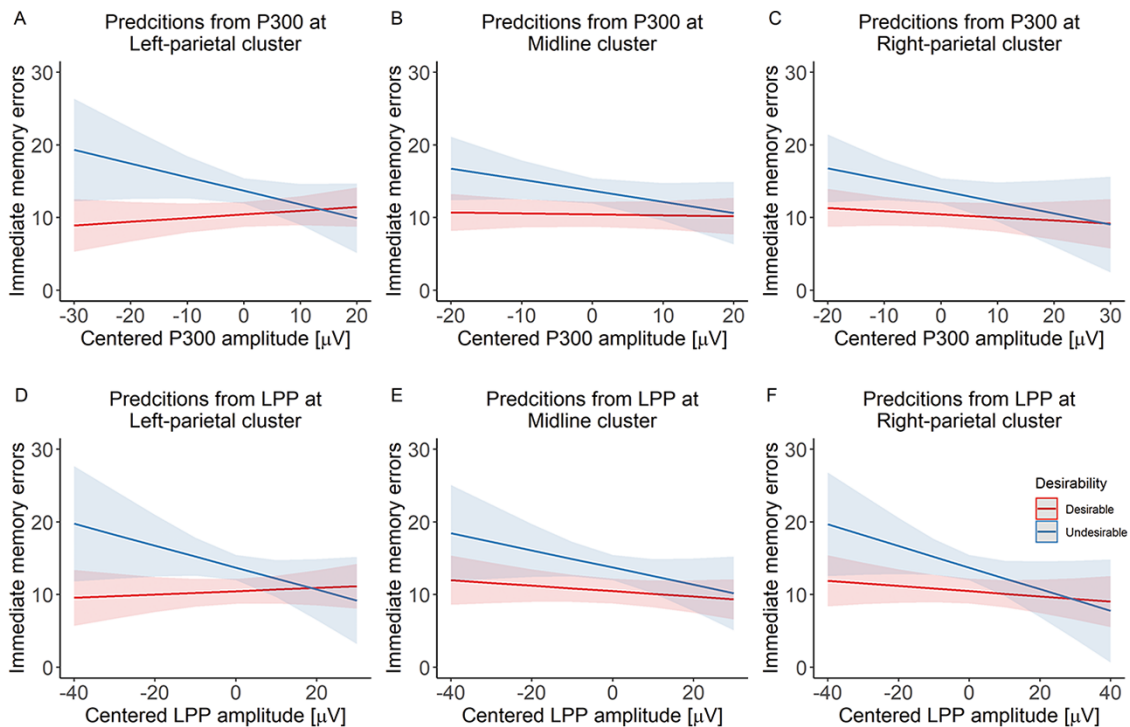 A
Predcitions from P300 at
Left-parietal cluster
Immediate memory errors
30
20
10
0
-30 -20 -10 0 10 20
Centered P300 amplitude [μV]
B
Predcitions from P300 at
Midline cluster
Immediate memory errors
30
20
10
0
-20 -10 0 10 20
Centered P300 amplitude [μV]
C
Predcitions from P300 at
Right-parietal cluster
Immediate memory errors
30
20
10
0
-20 -10 0 10 20 30
Centered P300 amplitude [μV]
D
Predcitions from LPP at
Left-parietal cluster
Immediate memory errors
30
20
10
0
-40 -20 0 20
Centered LPP amplitude [μV]
E
Predcitions from LPP at
Midline cluster
Immediate memory errors
30
20
10
0
-40 -20 0 20
Centered LPP amplitude [μV]
F
Predcitions from LPP at
Right-parietal cluster
Immediate memory errors
30
20
10
0
-40 -20 0 20 40
Centered LPP amplitude [μV]
Desirability
Desirable
Undesirable